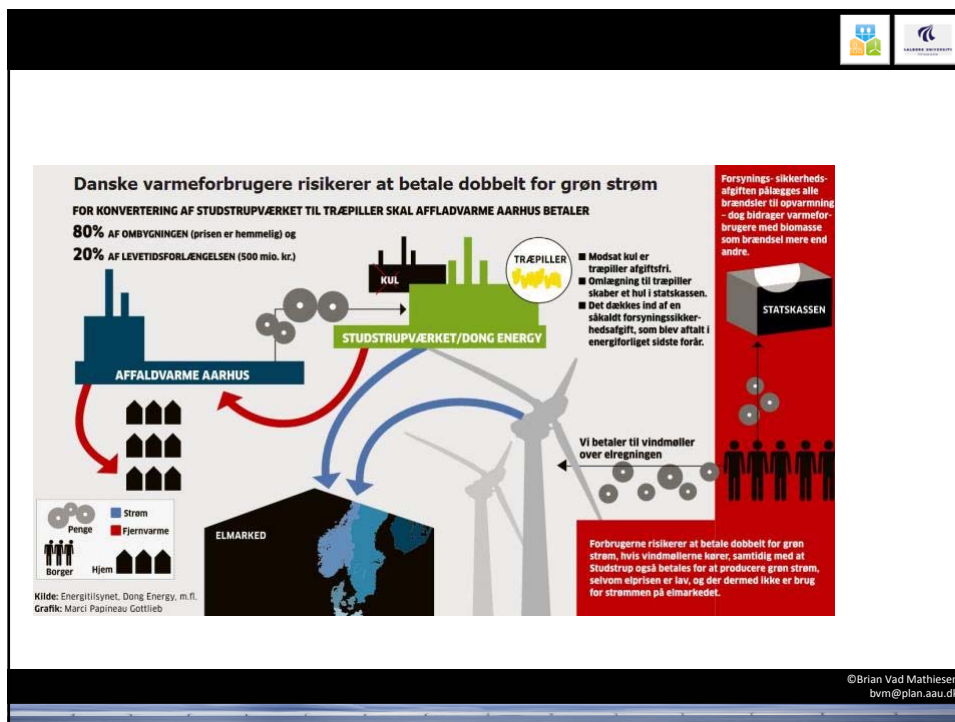 AALBORG UNIVERSITY
Danske varmeforbrugere risikerer at betale dobbelt for grøn strøm
FOR KONVERTERING AF STUDSTRUPVÆRKET TIL TRÆPILLER SKAL AFFLADVARME AARHUS BETALER
80% AF OMBYGNINGEN (prisen er hemmelig) og
20% AF LEVETIDSFORLÆNGELSEN (500 mio. kr.)
KUL
TRÆPILLER
■ Modsat kul er
træpiller afgiftsfri.
■ Omlægning til træpiller
skaber et hul i statskassen.
■ Det dækkes ind af en
såkaldt forsyningssikker-
hedsafgift, som blev aftalt i
energiforliget sidste forår.
Forsynings- sikkerheds-
afgiften pålægges alle
brændsler til opvarmning
– dog bidrager varmefor-
brugere med biomasse
som brændsel mere end
andre.
STATSKASSEN
STUDSTRUPVÆRKET/DONG ENERGY
AFFALDVARME AARHUS
Vi betaler til vindmøller
over elregningen
ELMARKED
Penge
Strøm
Fjernvarme
Borger
Hjem
Kilde: Energitilsynet, Dong Energy, m.fl.
Grafik: Marci Papineau Gottlieb
Forbrugerne risikerer at betale dobbelt for grøn
strøm, hvis vindmøllerne kører, samtidig med at
Studstrup også betales for at producere grøn strøm,
selvom elprisen er lav, og der dermed ikke er brug
for strømmen på elmarkedet.
©Brian Vad Mathiesen
bvm@plan.aau.dk